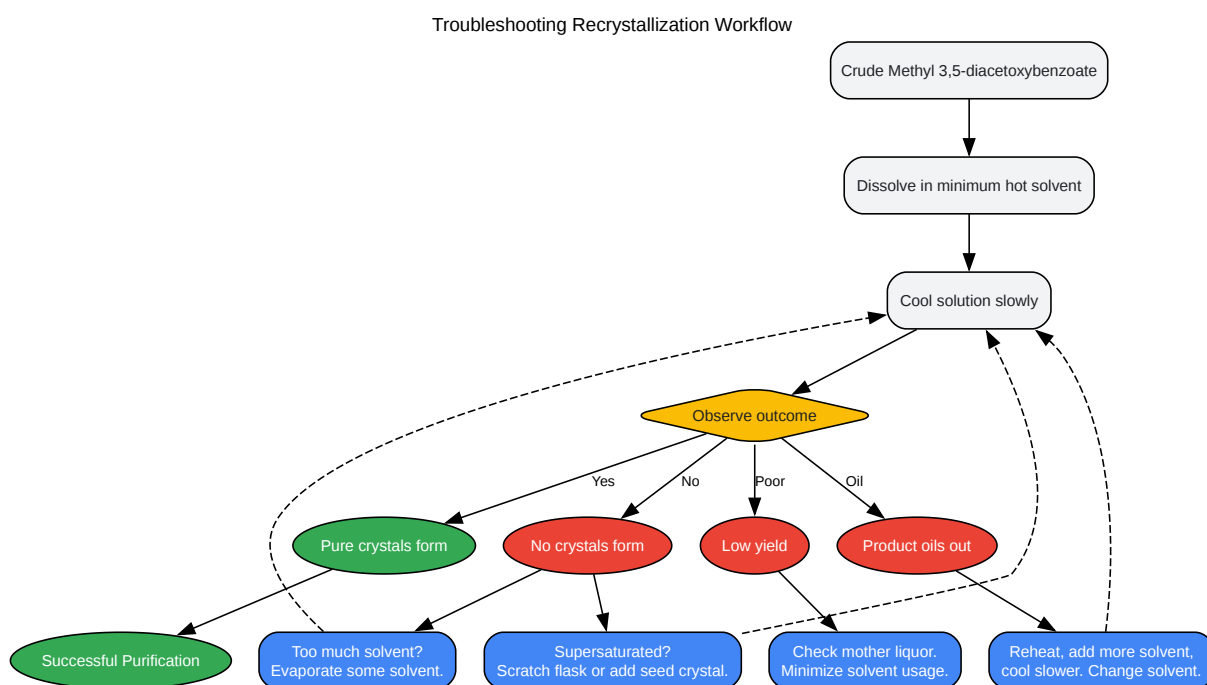 Troubleshooting Recrystallization Workflow
Crude Methyl 3,5-diacetoxybenzoate
Dissolve in minimum hot solvent
Cool solution slowly
Observe outcome
Yes
No
Poor
Oil
Pure crystals form
No crystals form
Low yield
Product oils out
Successful Purification
Too much solvent?
Evaporate some solvent.
Supersaturated?
Scratch flask or add seed crystal.
Check mother liquor.
Minimize solvent usage.
Reheat, add more solvent,
cool slower. Change solvent.